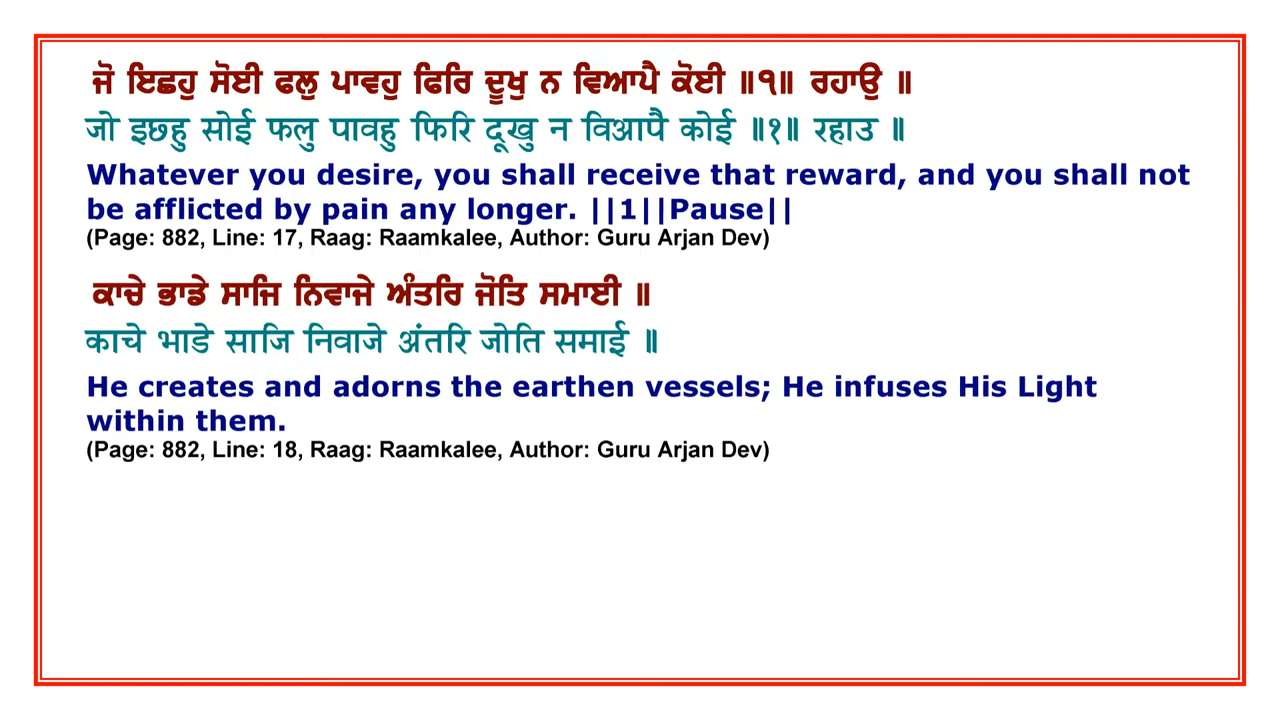 ਜੋ ਇਛਹੁ ਸੋਈ ਫਲੁ ਪਾਵਹੁ ਫਿਰਿ ਦੂਖੁ ਨ ਵਿਆਪੈ ਕੋਈ ॥੧॥ ਰਹਾਉ ॥
जो इछहु सोई फलु पावहु फिरि दूखु न विआपै कोई ॥१॥ रहाउ ॥
Whatever you desire, you shall receive that reward, and you shall not
be afflicted by pain any longer. ||1||Pause||
(Page: 882, Line: 17, Raag: Raamkalee, Author: Guru Arjan Dev)
ਕਾਚੇ ਭਾਡੇ ਸਾਜਿ ਨਿਵਾਜੇ ਅੰਤਰਿ ਜੋਤਿ ਸਮਾਈ ॥
काचे भाडे साजि निवाजे अंतरि जोति समाई ॥
He creates and adorns the earthen vessels; He infuses His Light
within them.
(Page: 882, Line: 18, Raag: Raamkalee, Author: Guru Arjan Dev)